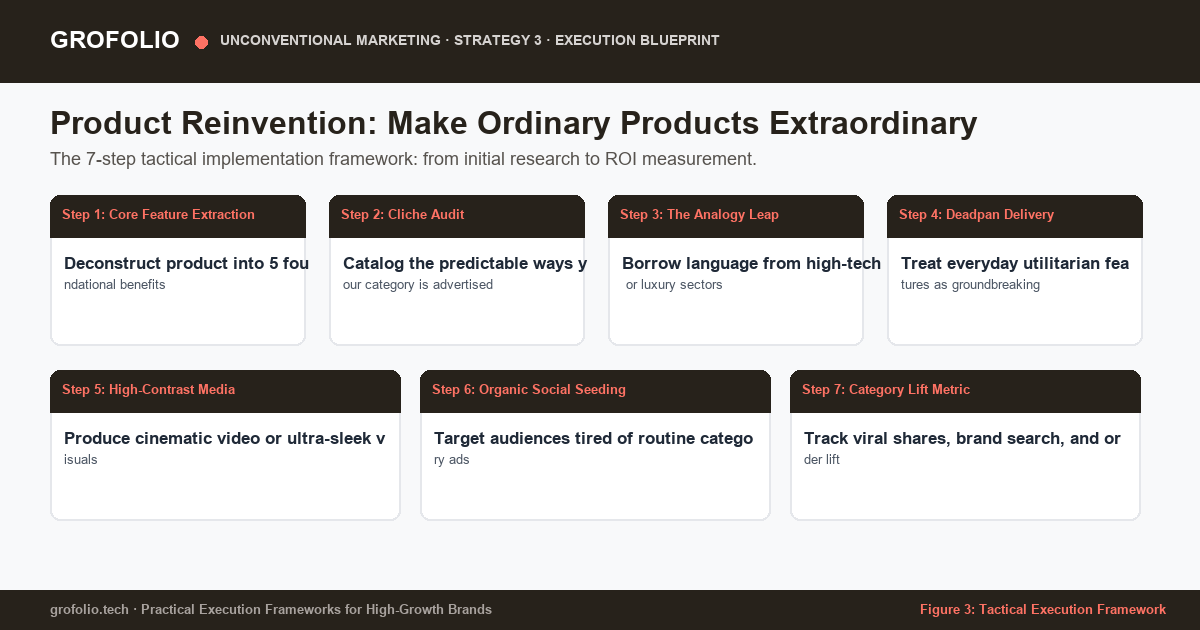 GROFOLIO
UNCONVENTIONAL MARKETING · STRATEGY 3 · EXECUTION BLUEPRINT
Product Reinvention: Make Ordinary Products Extraordinary
The 7-step tactical implementation framework: from initial research to ROI measurement.
Step 1: Core Feature Extraction
Deconstruct product into 5 fou
ndational benefits
Step 2: Cliche Audit
Catalog the predictable ways y
our category is advertised
Step 3: The Analogy Leap
Borrow language from high-tech
or luxury sectors
Step 4: Deadpan Delivery
Treat everyday utilitarian fea
tures as groundbreaking
Step 5: High-Contrast Media
Produce cinematic video or ultra-sleek v
isuals
Step 6: Organic Social Seeding
Target audiences tired of routine catego
ry ads
Step 7: Category Lift Metric
Track viral shares, brand search, and or
der lift
grofolio.tech · Practical Execution Frameworks for High-Growth Brands
Figure 3: Tactical Execution Framework